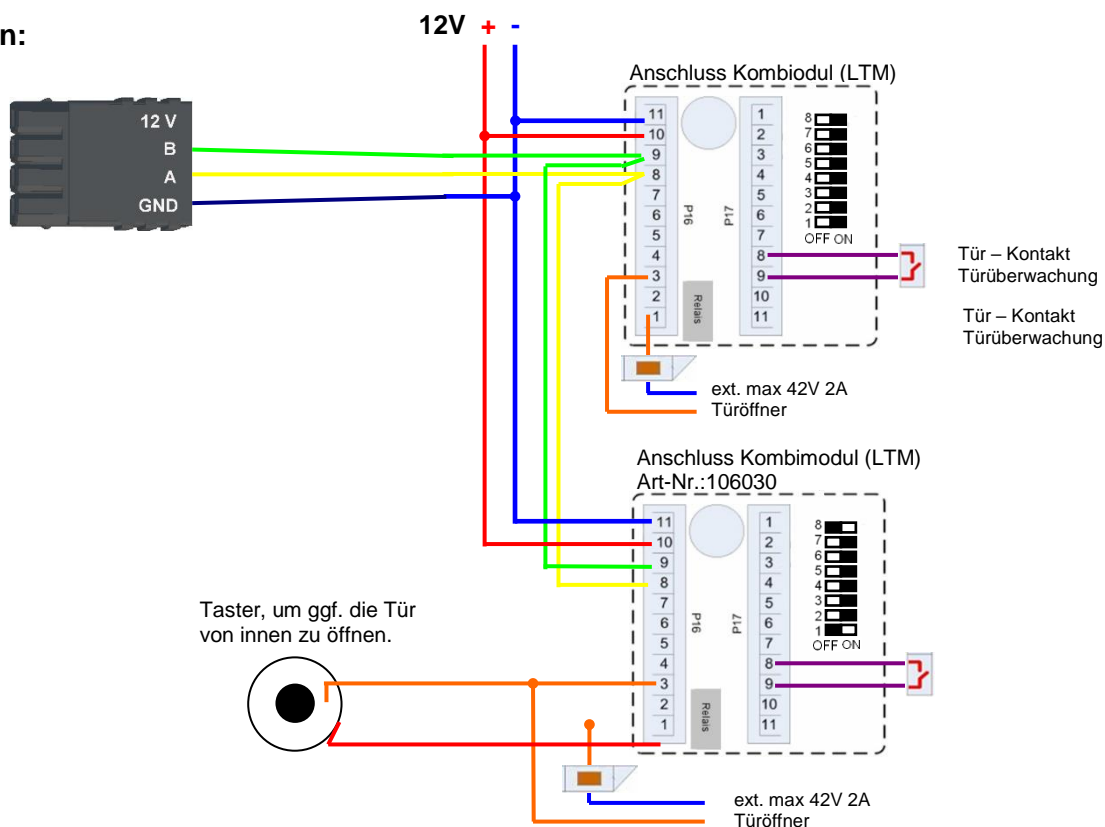 n:
12V + -
12 V
B
A
GND
Anschluss Kombiodul (LTM)
11
10
9
8
7
6
5
4
3
2
1
P16
Relais
P17
1
2
3
4
5
6
7
8
9
10
11
8
7
6
5
4
3
2
1
OFF ON
Tür – Kontakt
Türüberwachung
Tür – Kontakt
Türüberwachung
ext. max 42V 2A
Türöffner
Anschluss Kombimodul (LTM)
Art-Nr.:106030
11
10
9
8
7
6
5
4
3
2
1
P16
Relais
P17
1
2
3
4
5
6
7
8
9
10
11
8
7
6
5
4
3
2
1
OFF ON
Taster, um ggf. die Tür
von innen zu öffnen.
ext. max 42V 2A
Türöffner